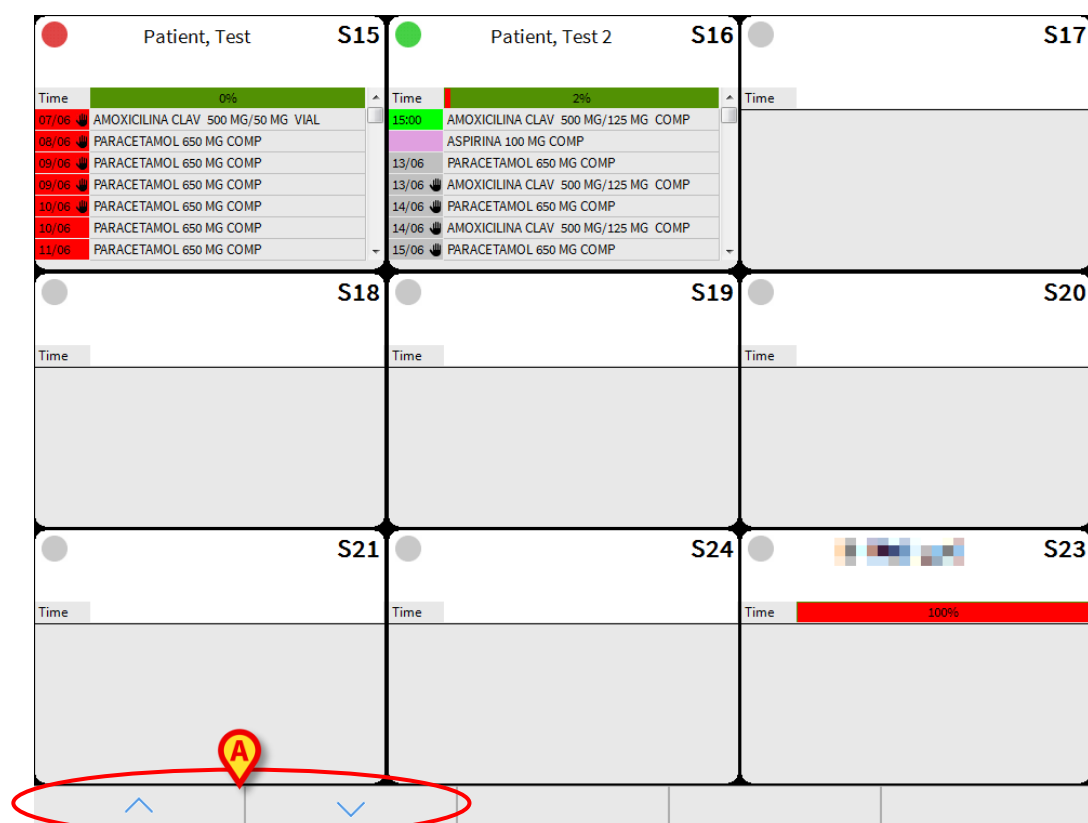 Patient, Test S15
Time 0%
07/06 AMOXICILINA CLAV 500 MG/50 MG VIAL
08/06 PARACETAMOL 650 MG COMP
09/06 PARACETAMOL 650 MG COMP
09/06 PARACETAMOL 650 MG COMP
10/06 PARACETAMOL 650 MG COMP
10/06 PARACETAMOL 650 MG COMP
11/06 PARACETAMOL 650 MG COMP
Patient, Test 2 S16
Time 2%
15:00 AMOXICILINA CLAV 500 MG/125 MG COMP
ASPIRINA 100 MG COMP
13/06 PARACETAMOL 650 MG COMP
13/06 AMOXICILINA CLAV 500 MG/125 MG COMP
14/06 PARACETAMOL 650 MG COMP
14/06 AMOXICILINA CLAV 500 MG/125 MG COMP
15/06 PARACETAMOL 650 MG COMP
S17
Time
S18
Time
S19
Time
S20
Time
S21
Time
S24
Time
S23
Time 100%
A